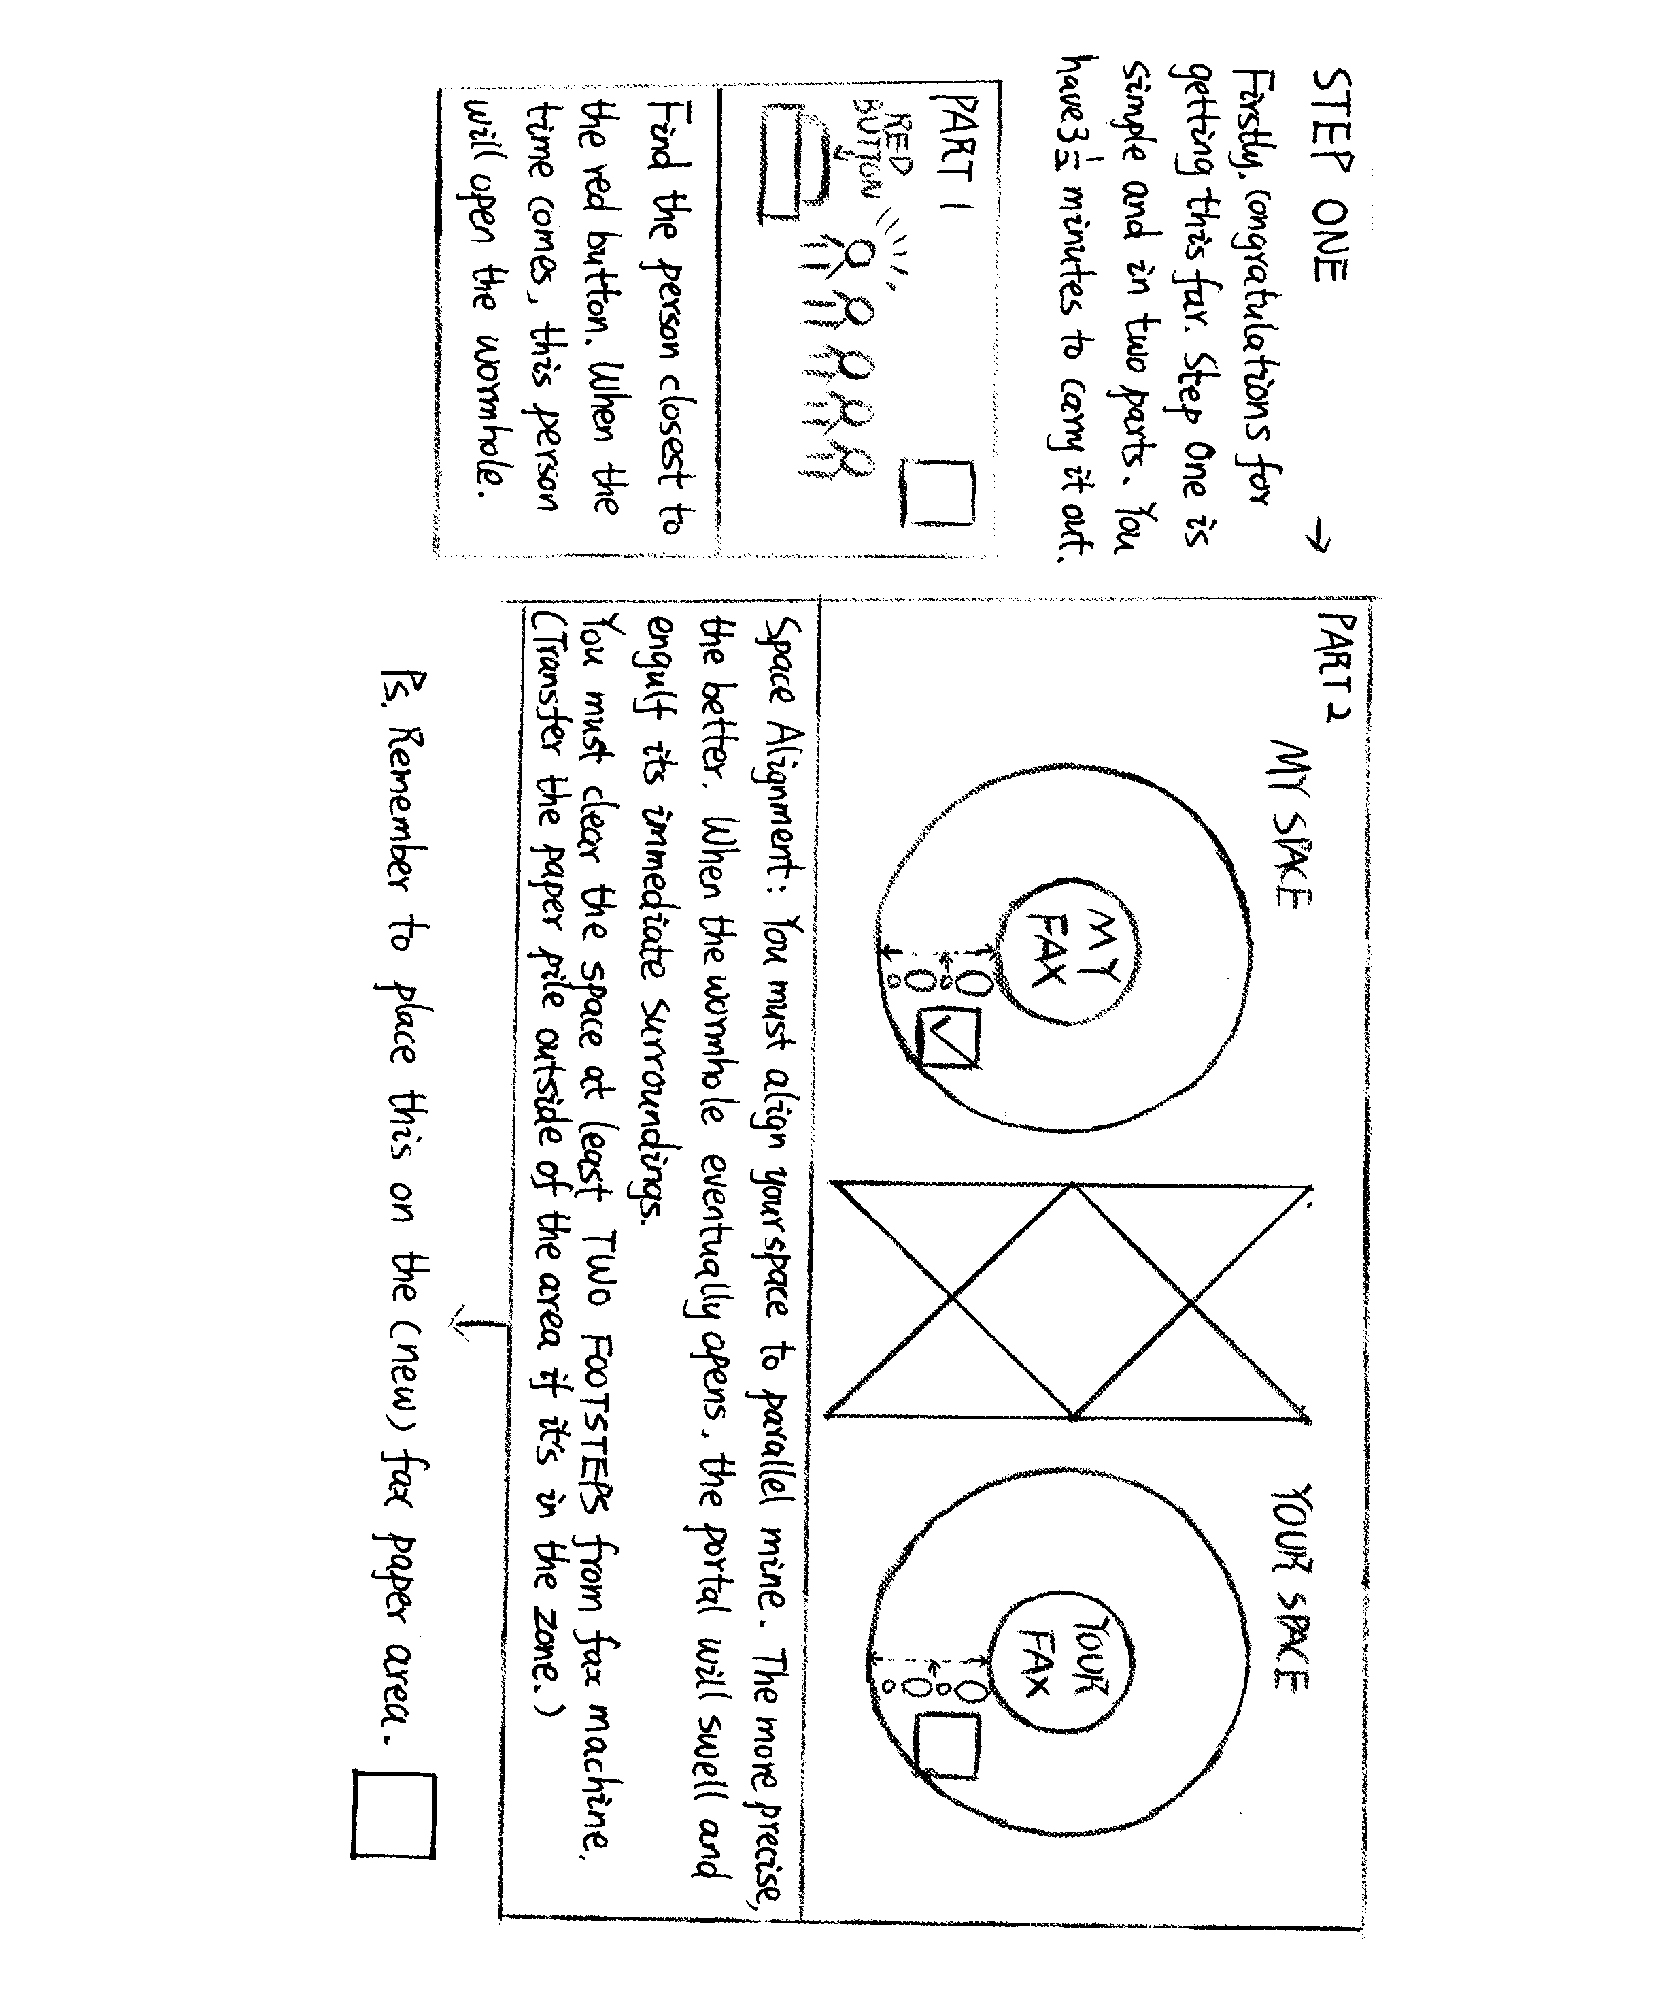 STEP ONE →
Firstly, congratulations for
getting this far. Step One is
simple and in two parts. You
have 3½ minutes to carry it out.
PART 1
RED
BUTTON
Find the person closest to
the red button. When the
time comes, this person
will open the wormhole.
PART 2
MY SPACE
MY
FAX
YOUR SPACE
YOUR
FAX
Space Alignment: You must align your space to parallel mine. The more precise,
the better. When the wormhole eventually opens, the portal will swell and
engulf its immediate surroundings.
You must clear the space at least TWO FOOTSTEPS from fax machine.
(Transfer the paper pile outside of the area if it's in the zone.)
Ps. Remember to place this on the (new) fax paper area.